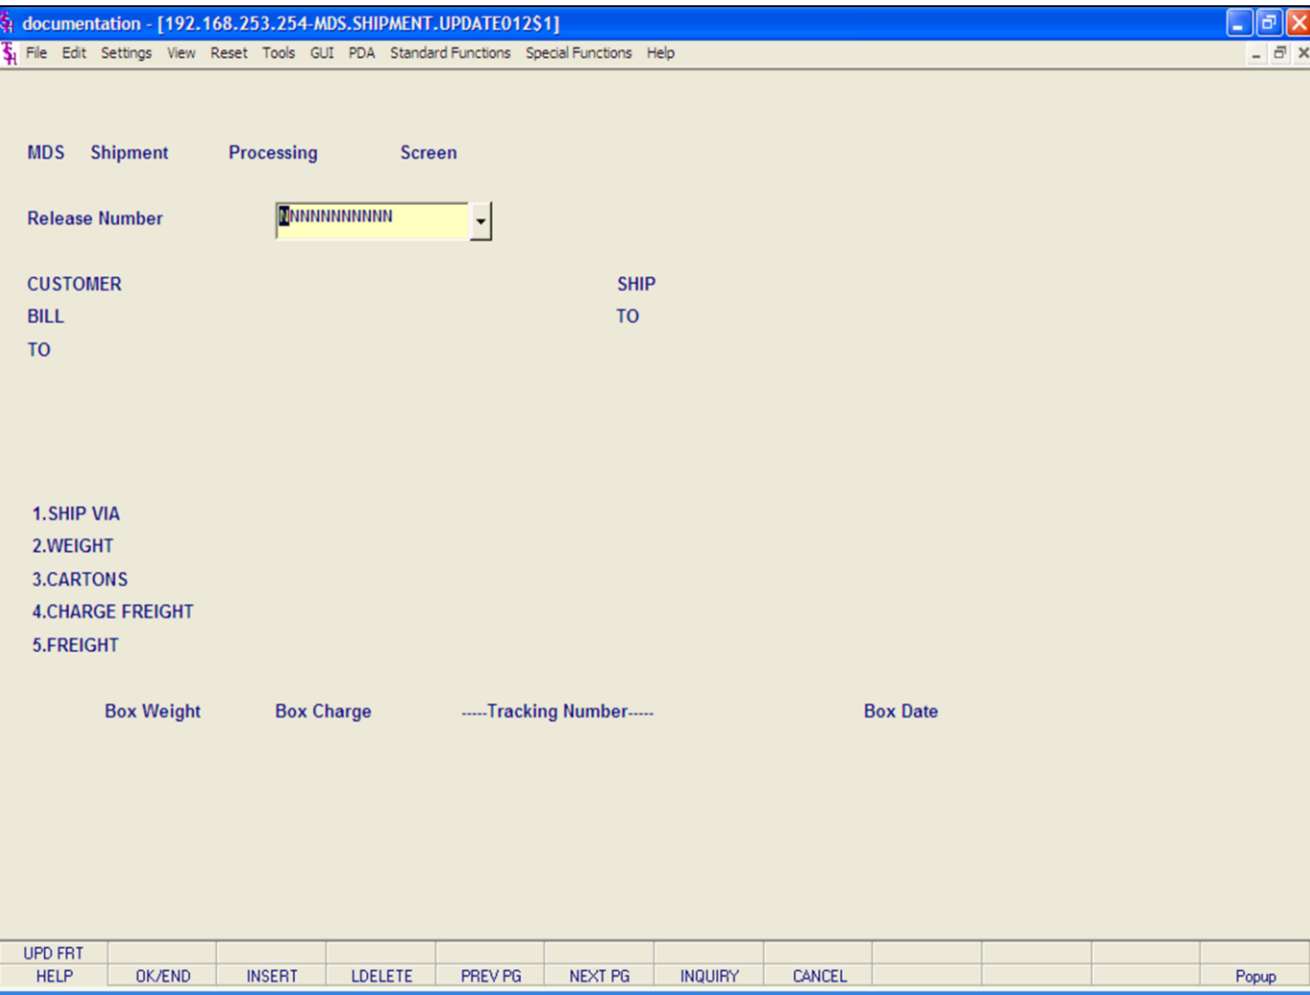 documentation - [192.168.253.254-MDS.SHIPMENT.UPDATE012$1]
File Edit Settings View Reset Tools GUI PDA Standard Functions Special Functions Help
MDS Shipment Processing Screen
Release Number NNNNNNNNNNNN
CUSTOMER SHIP
BILL TO
TO
1.SHIP VIA
2.WEIGHT
3.CARTONS
4.CHARGE FREIGHT
5.FREIGHT
Box Weight Box Charge -----Tracking Number----- Box Date
UPD FRT
HELP OK/END INSERT LDELETE PREV PG NEXT PG INQUIRY CANCEL Popup